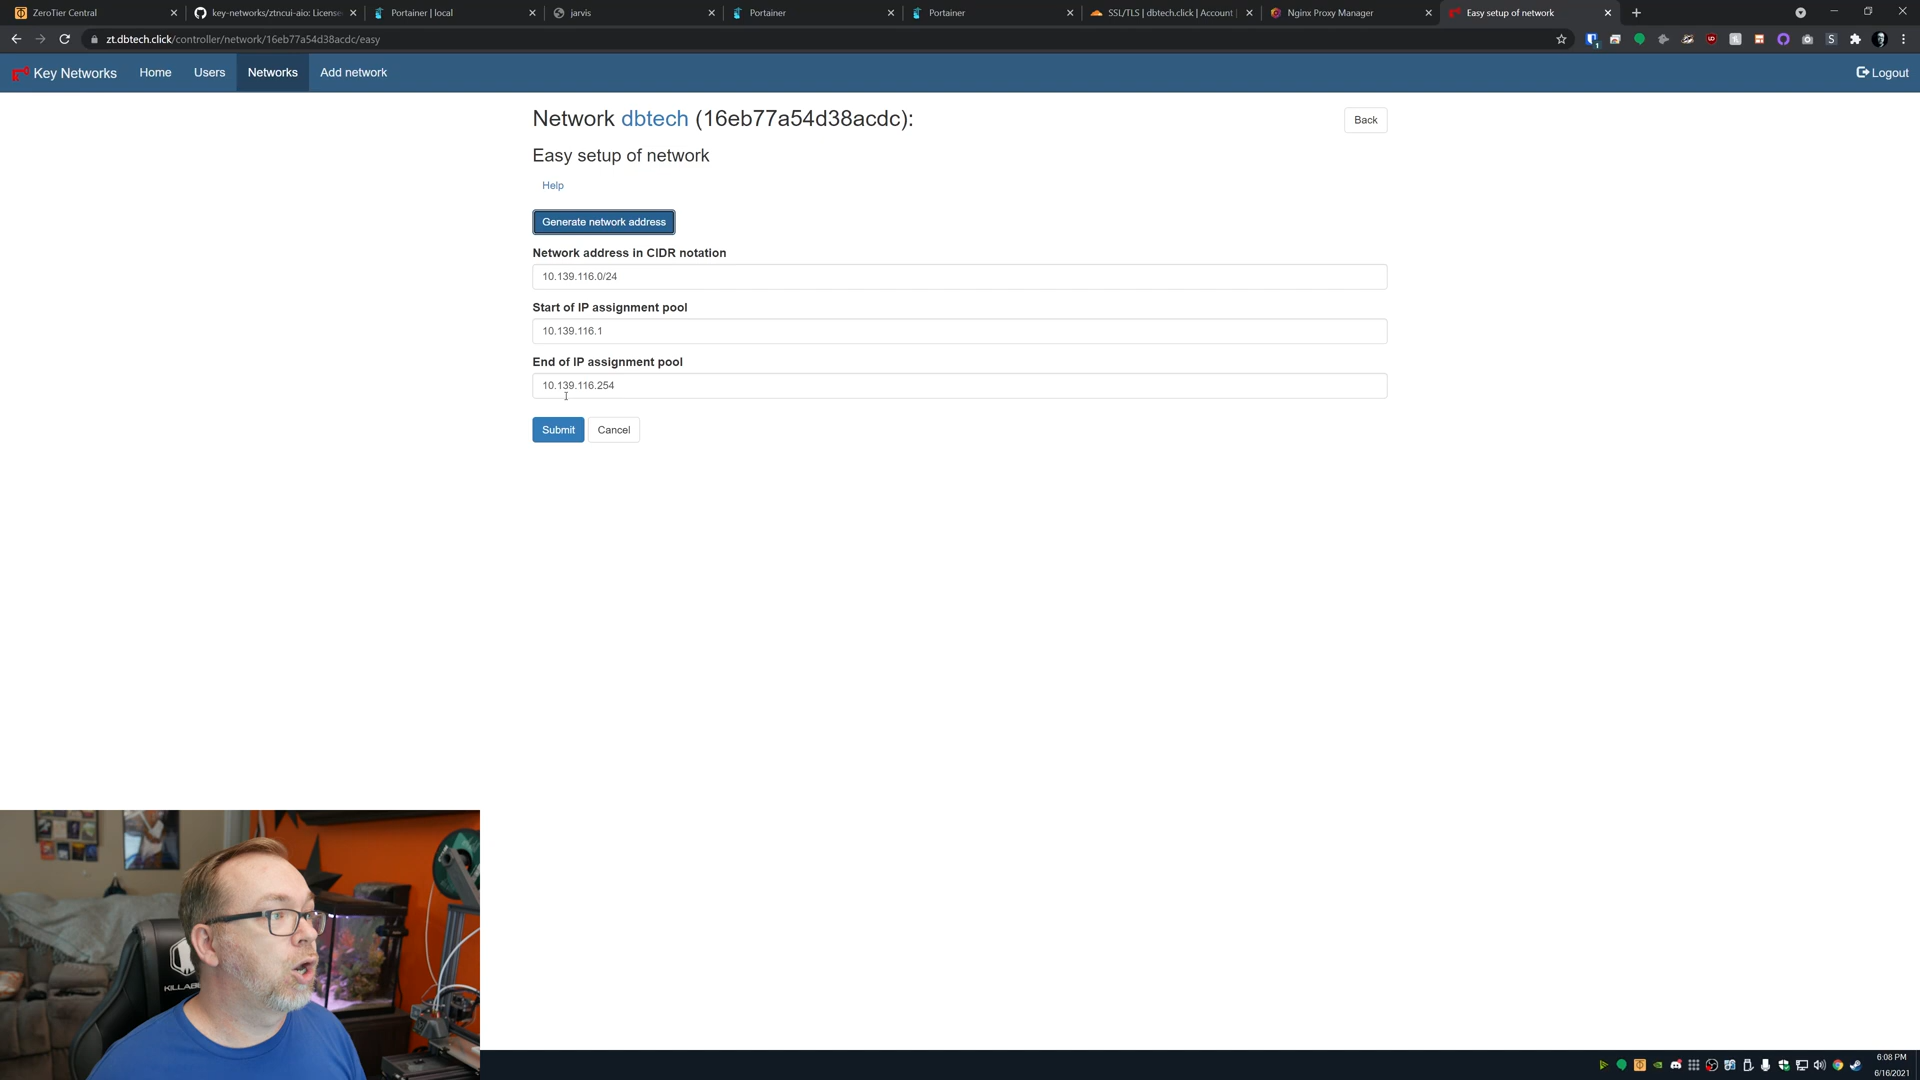 ZeroTier Central
key-networks/ztncui-aio: License
Portainer | local
jarvis
Portainer
Portainer
SSL/TLS | dbtech.click | Account |
Nginx Proxy Manager
Easy setup of network
zt.dbtech.click/controller/network/16eb77a54d38acdc/easy
Key Networks
Home
Users
Networks
Add network
Logout
Network dbtech (16eb77a54d38acdc):
Back
Easy setup of network
Help
Generate network address
Network address in CIDR notation
10.139.116.0/24
Start of IP assignment pool
10.139.116.1
End of IP assignment pool
10.139.116.254
Submit
Cancel
6:08 PM
6/16/2021